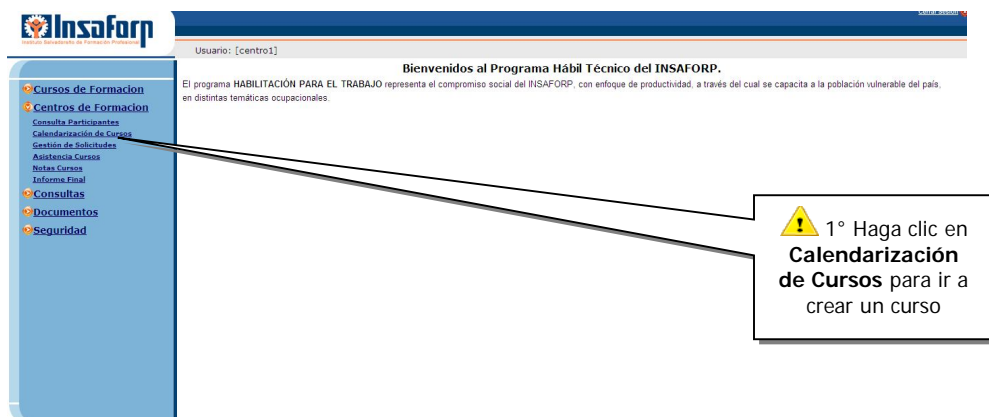 Cerrar sesión
Insaforp
Instituto Salvadoreño de Formación Profesional
Usuario: [centro1]
Bienvenidos al Programa Hábil Técnico del INSAFORP.
El programa HABILITACIÓN PARA EL TRABAJO representa el compromiso social del INSAFORP, con enfoque de productividad, a través del cual se capacita a la población vulnerable del país,
en distintas temáticas ocupacionales.
Cursos de Formacion
Centros de Formacion
Consulta Participantes
Calendarización de Cursos
Gestión de Solicitudes
Asistencia Cursos
Notas Cursos
Informe Final
Consultas
Documentos
Seguridad
1° Haga clic en
Calendarización
de Cursos para ir a
crear un curso